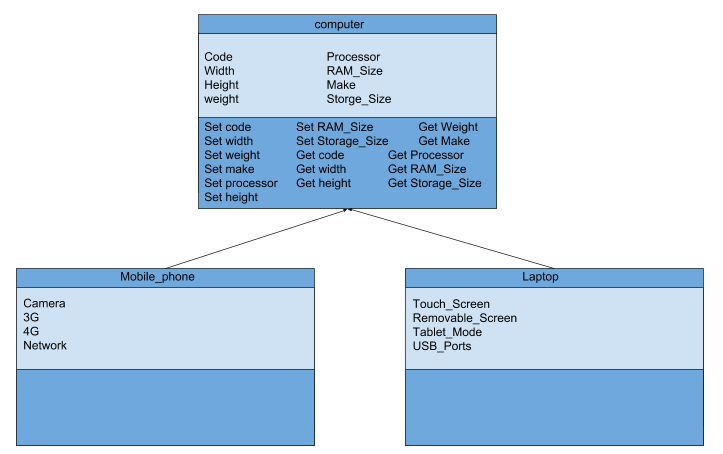 computer
Code Processor
Width RAM_Size
Height Make
weight Storge_Size
Set code Set RAM_Size Get Weight
Set width Set Storage_Size Get Make
Set weight Get code Get Processor
Set make Get width Get RAM_Size
Set processor Get height Get Storage_Size
Set height
Mobile_phone
Camera
3G
4G
Network
Laptop
Touch_Screen
Removable_Screen
Tablet_Mode
USB_Ports